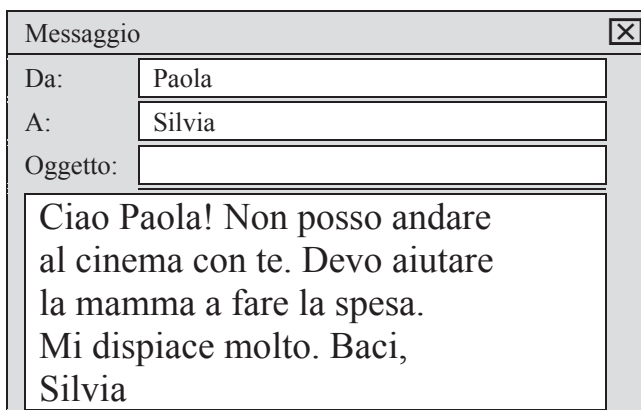 Messaggio
Da: Paola
A: Silvia
Oggetto:
Ciao Paola! Non posso andare
al cinema con te. Devo aiutare
la mamma a fare la spesa.
Mi dispiace molto. Baci,
Silvia